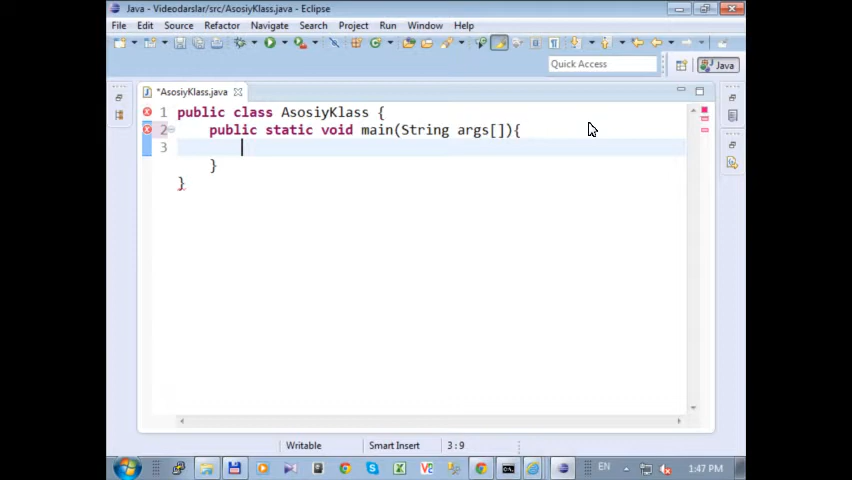 Java - Videodarslar/src/AsosiyKlass.java - Eclipse
File Edit Source Refactor Navigate Search Project Run Window Help
Quick Access
Java
*AsosiyKlass.java
1 public class AsosiyKlass {
2 public static void main(String args[]){
3
}
}
Writable Smart Insert 3 : 9
EN 1:47 PM